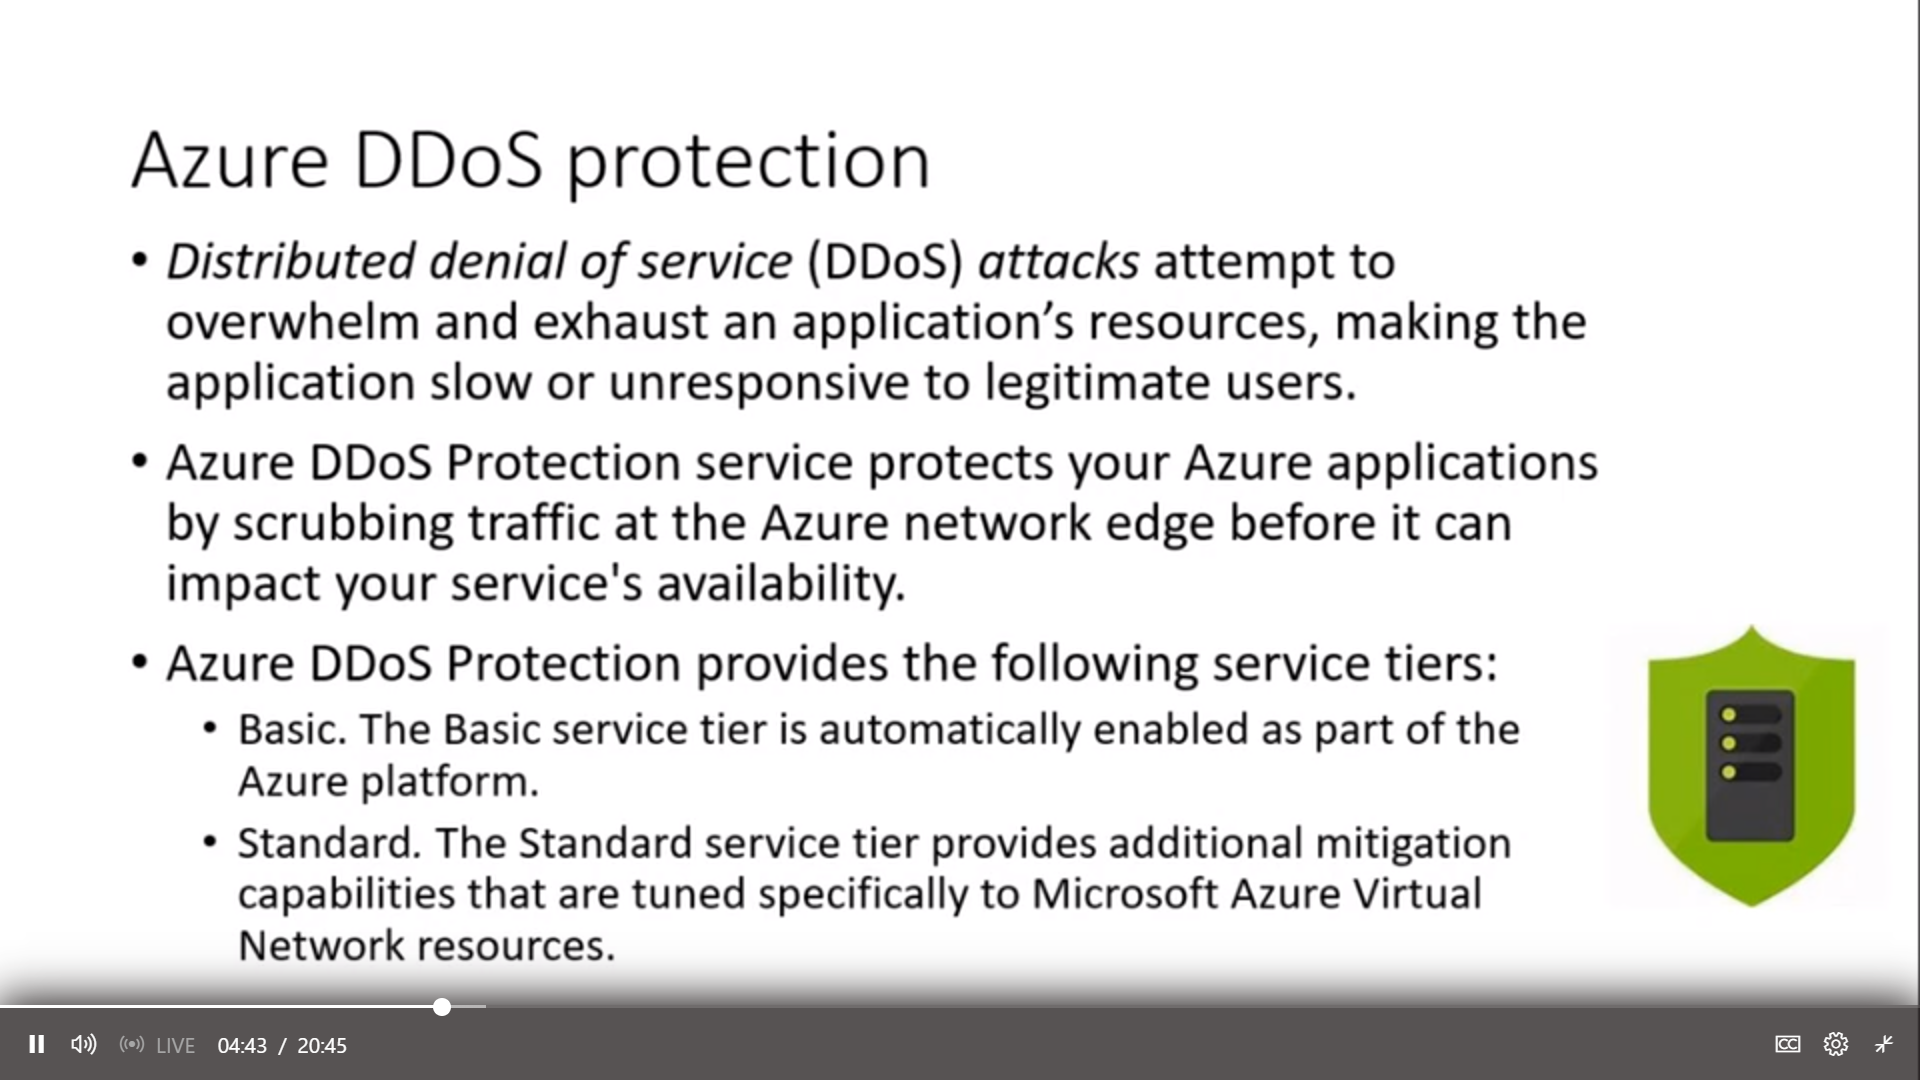 Azure DDoS protection
• Distributed denial of service (DDoS) attacks attempt to
overwhelm and exhaust an application’s resources, making the
application slow or unresponsive to legitimate users.
• Azure DDoS Protection service protects your Azure applications
by scrubbing traffic at the Azure network edge before it can
impact your service's availability.
• Azure DDoS Protection provides the following service tiers:
• Basic. The Basic service tier is automatically enabled as part of the
Azure platform.
• Standard. The Standard service tier provides additional mitigation
capabilities that are tuned specifically to Microsoft Azure Virtual
Network resources.
LIVE 04:43 / 20:45 CC